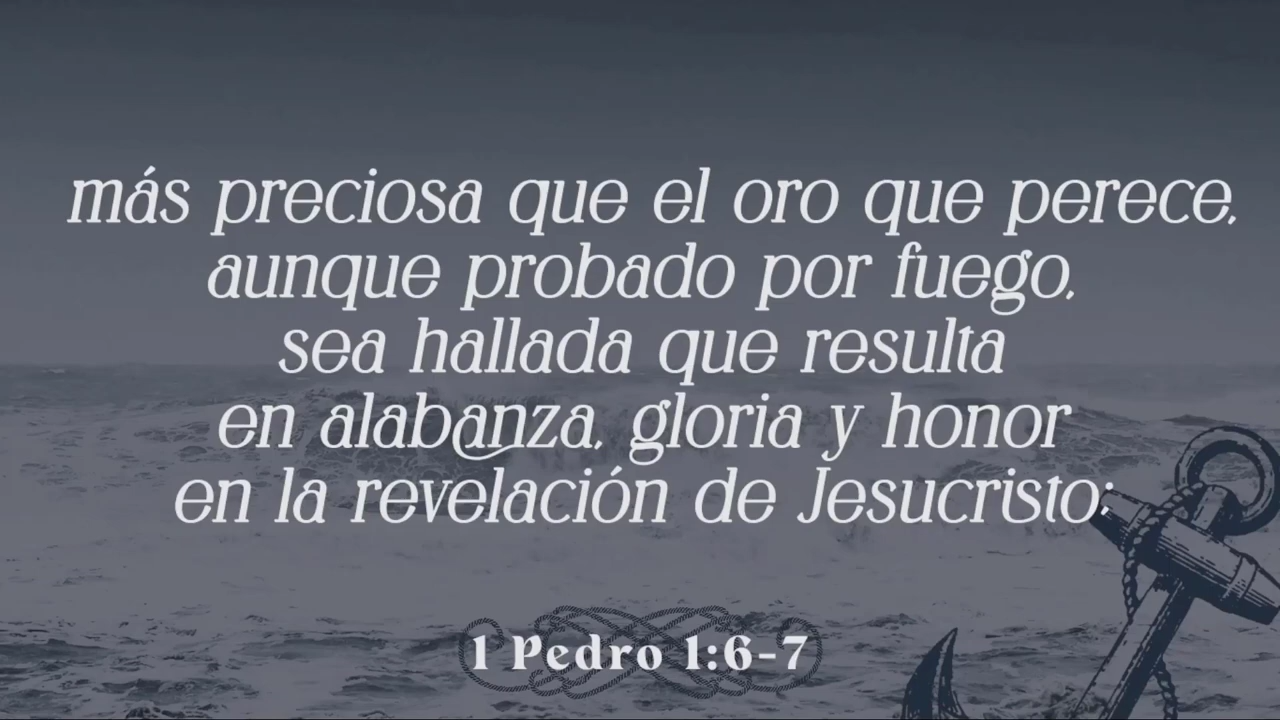 más preciosa que el oro que perece,
aunque probado por fuego,
sea hallada que resulta
en alabanza, gloria y honor
en la revelación de Jesucristo;
1 Pedro 1:6-7